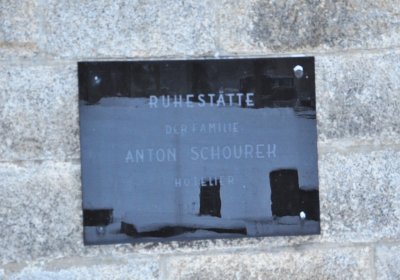 RUHESTÄTTE
DER FAMILIE
ANTON SCHOUREK
HOTELIER